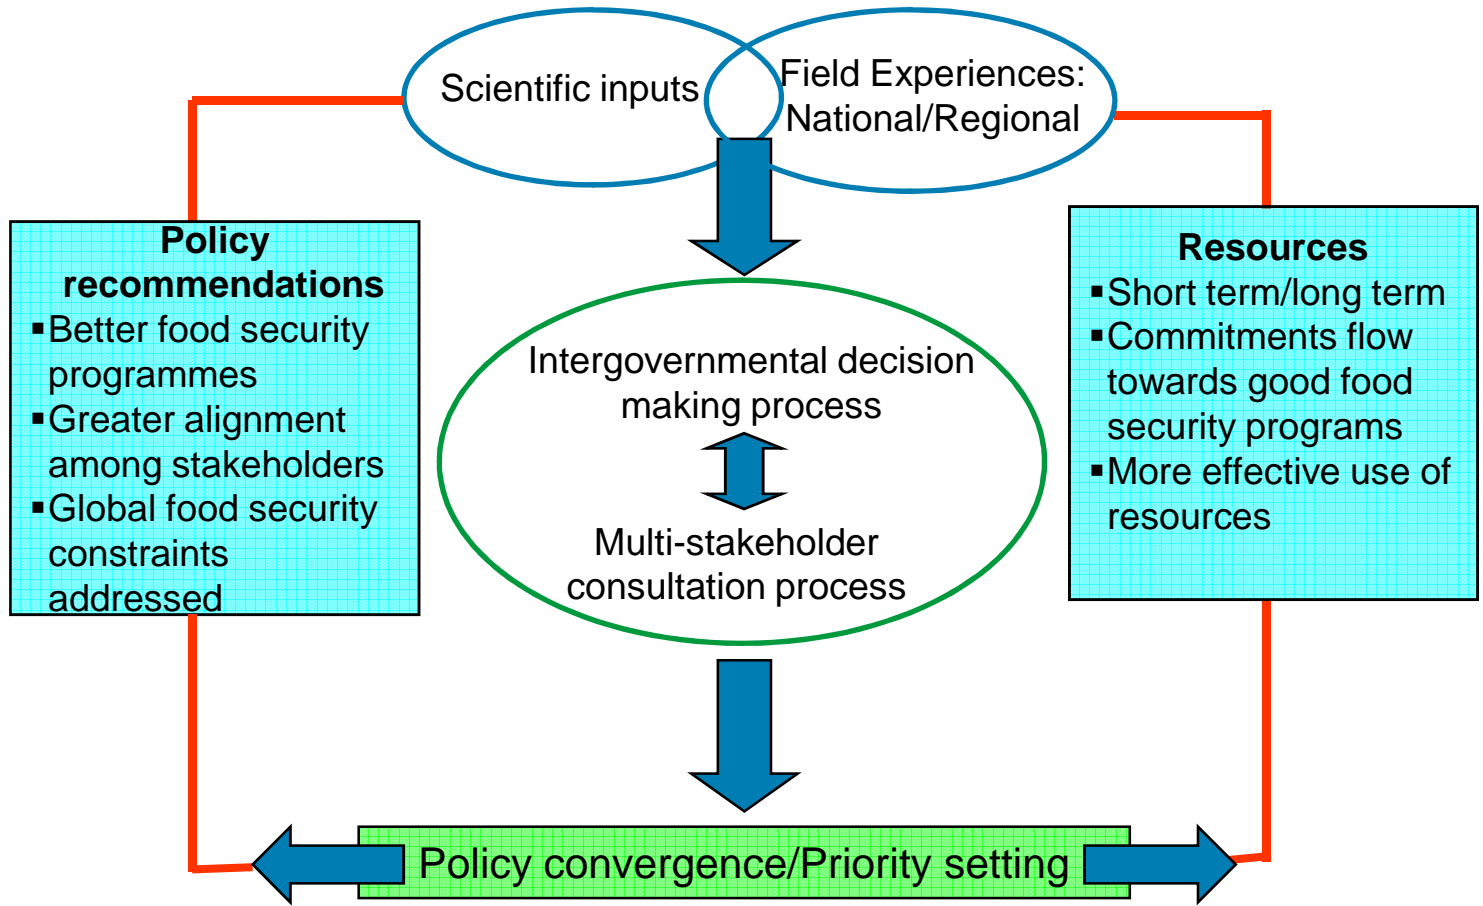 Scientific inputs
Field Experiences:
National/Regional
Policy
recommendations
▪Better food security
programmes
▪Greater alignment
among stakeholders
▪Global food security
constraints
addressed
Intergovernmental decision
making process
Multi-stakeholder
consultation process
Resources
▪Short term/long term
▪Commitments flow
towards good food
security programs
▪More effective use of
resources
Policy convergence/Priority setting